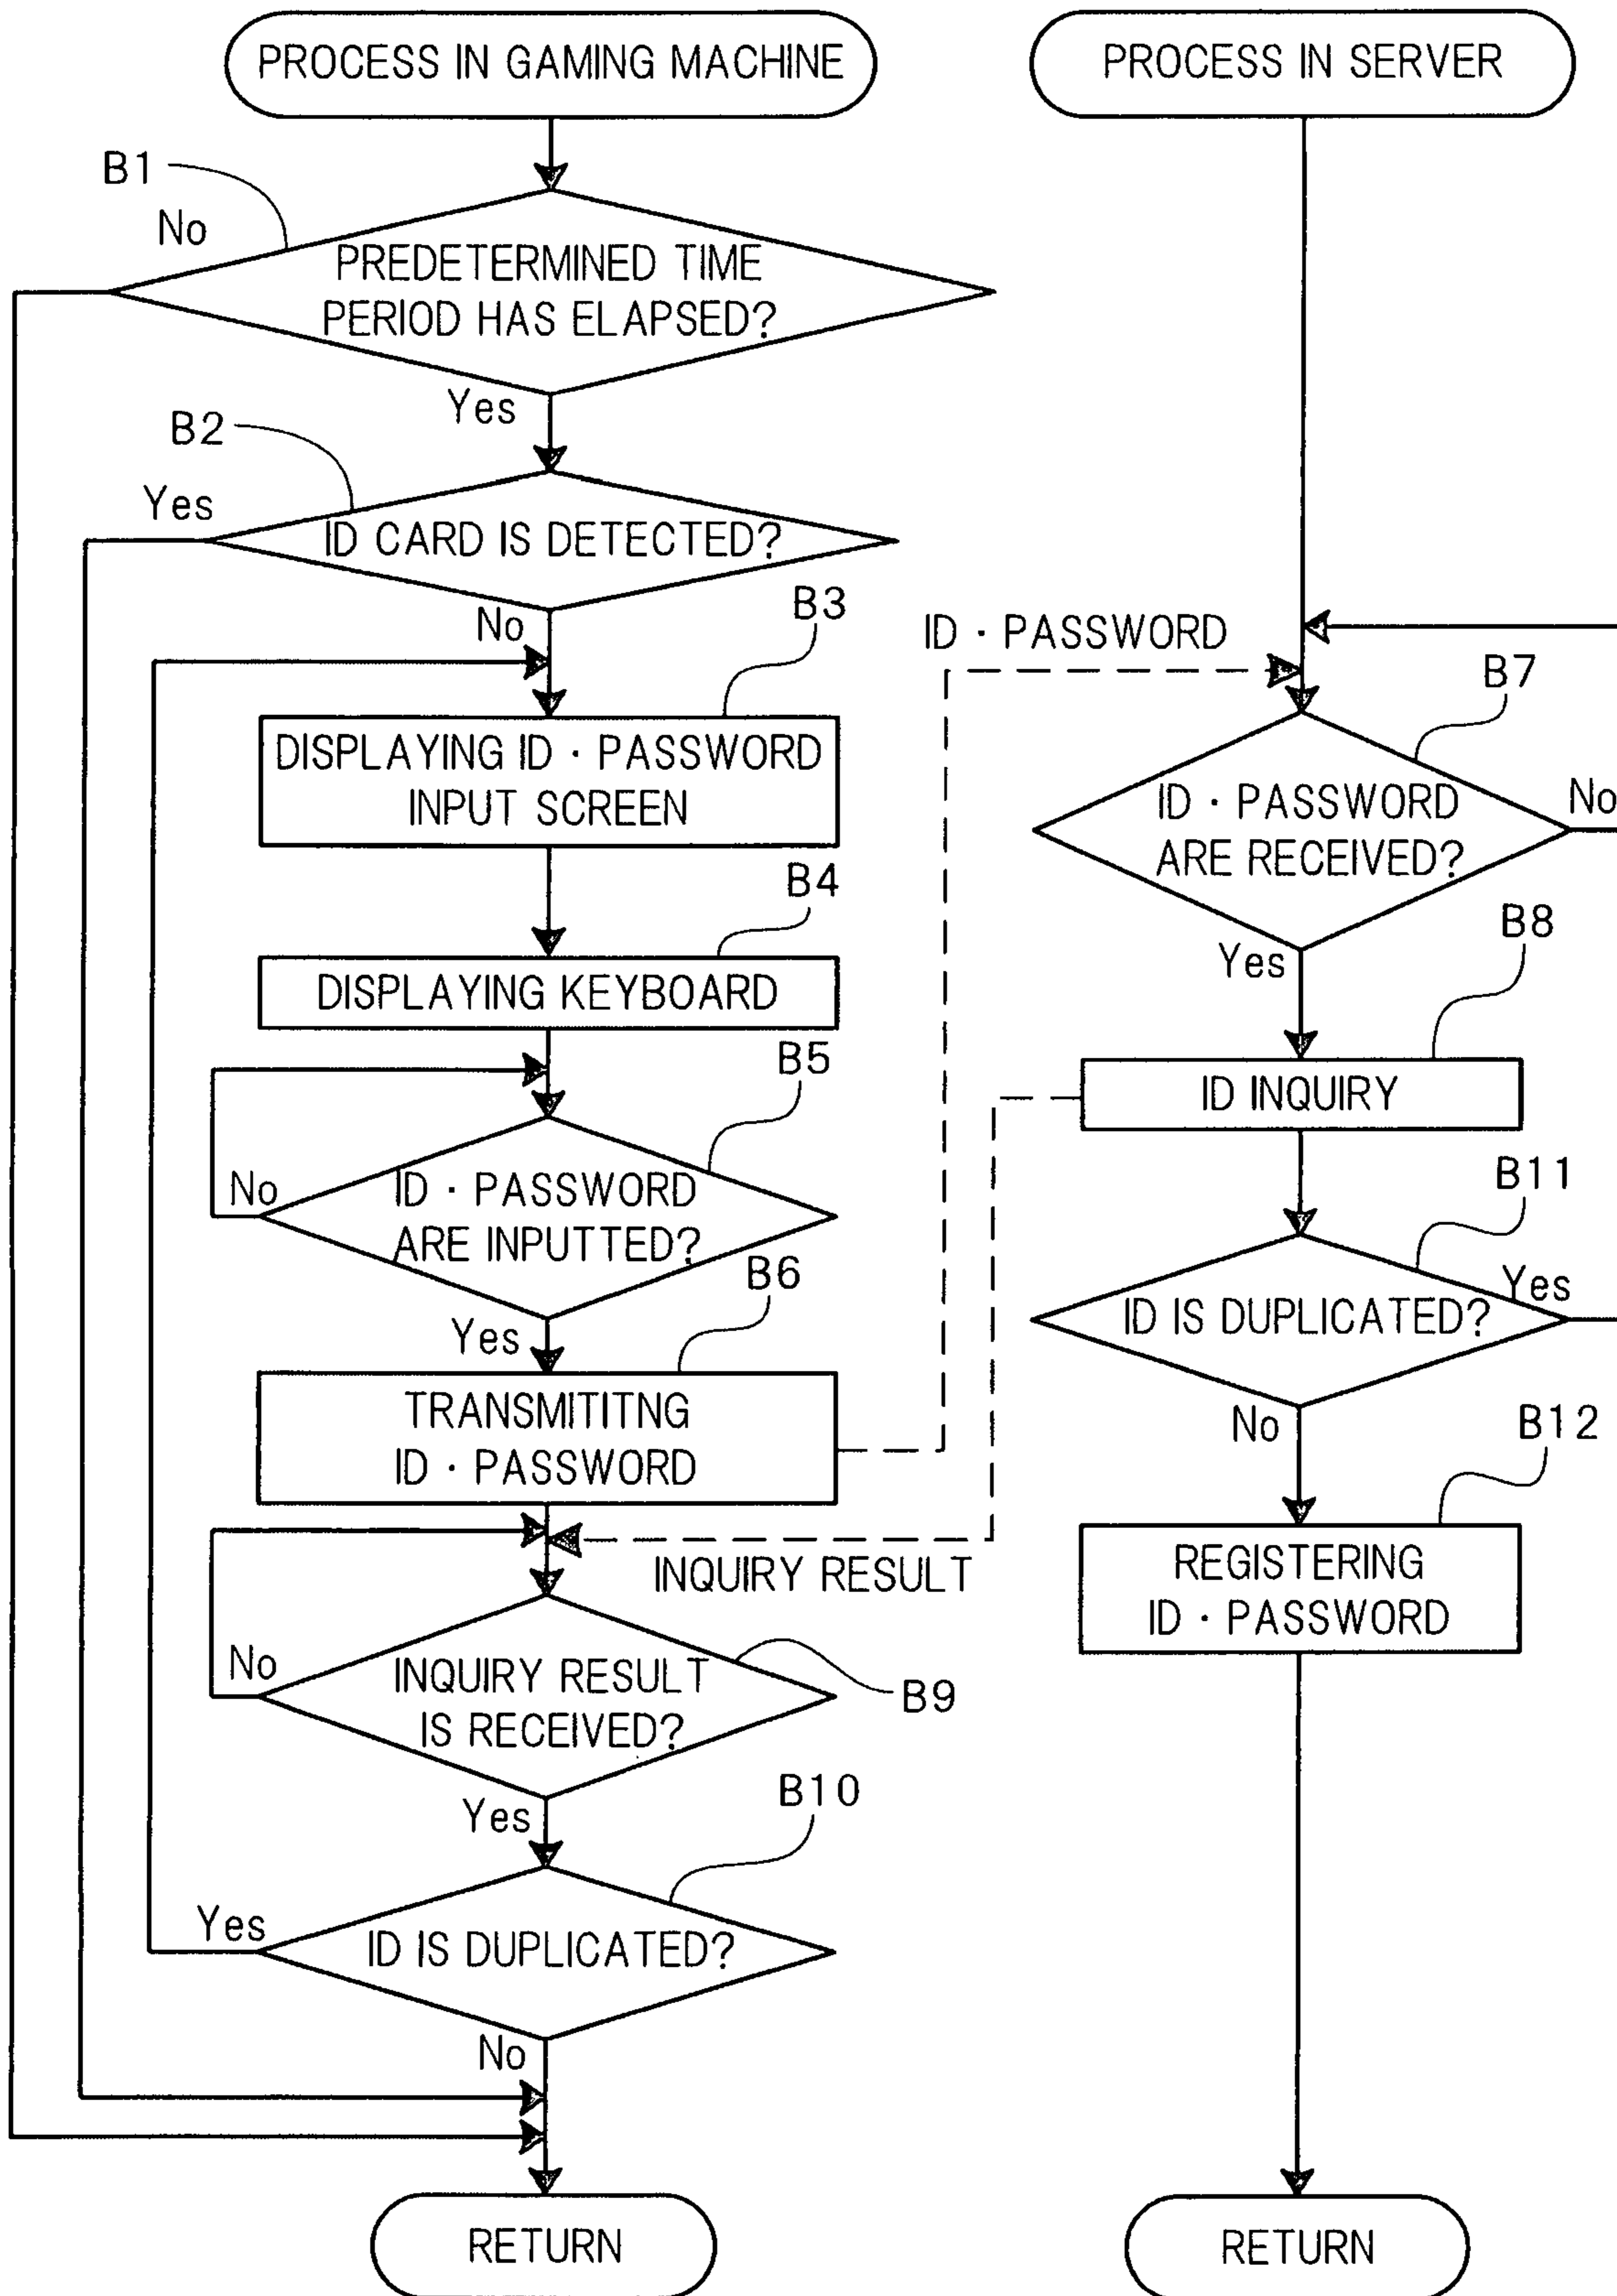 PROCESS IN GAMING MACHINE
B1
No
PREDETERMINED TIME
PERIOD HAS ELAPSED?
Yes
B2
Yes
ID CARD IS DETECTED?
No
B3
DISPLAYING ID · PASSWORD
INPUT SCREEN
B4
DISPLAYING KEYBOARD
B5
No
ID · PASSWORD
ARE INPUTTED?
B6
Yes
TRANSMITITNG
ID · PASSWORD
INQUIRY RESULT
No
INQUIRY RESULT
IS RECEIVED?
B9
Yes
B10
Yes
ID IS DUPLICATED?
No
RETURN
PROCESS IN SERVER
ID · PASSWORD
B7
No
ID · PASSWORD
ARE RECEIVED?
Yes
B8
ID INQUIRY
B11
Yes
ID IS DUPLICATED?
No
B12
REGISTERING
ID · PASSWORD
RETURN